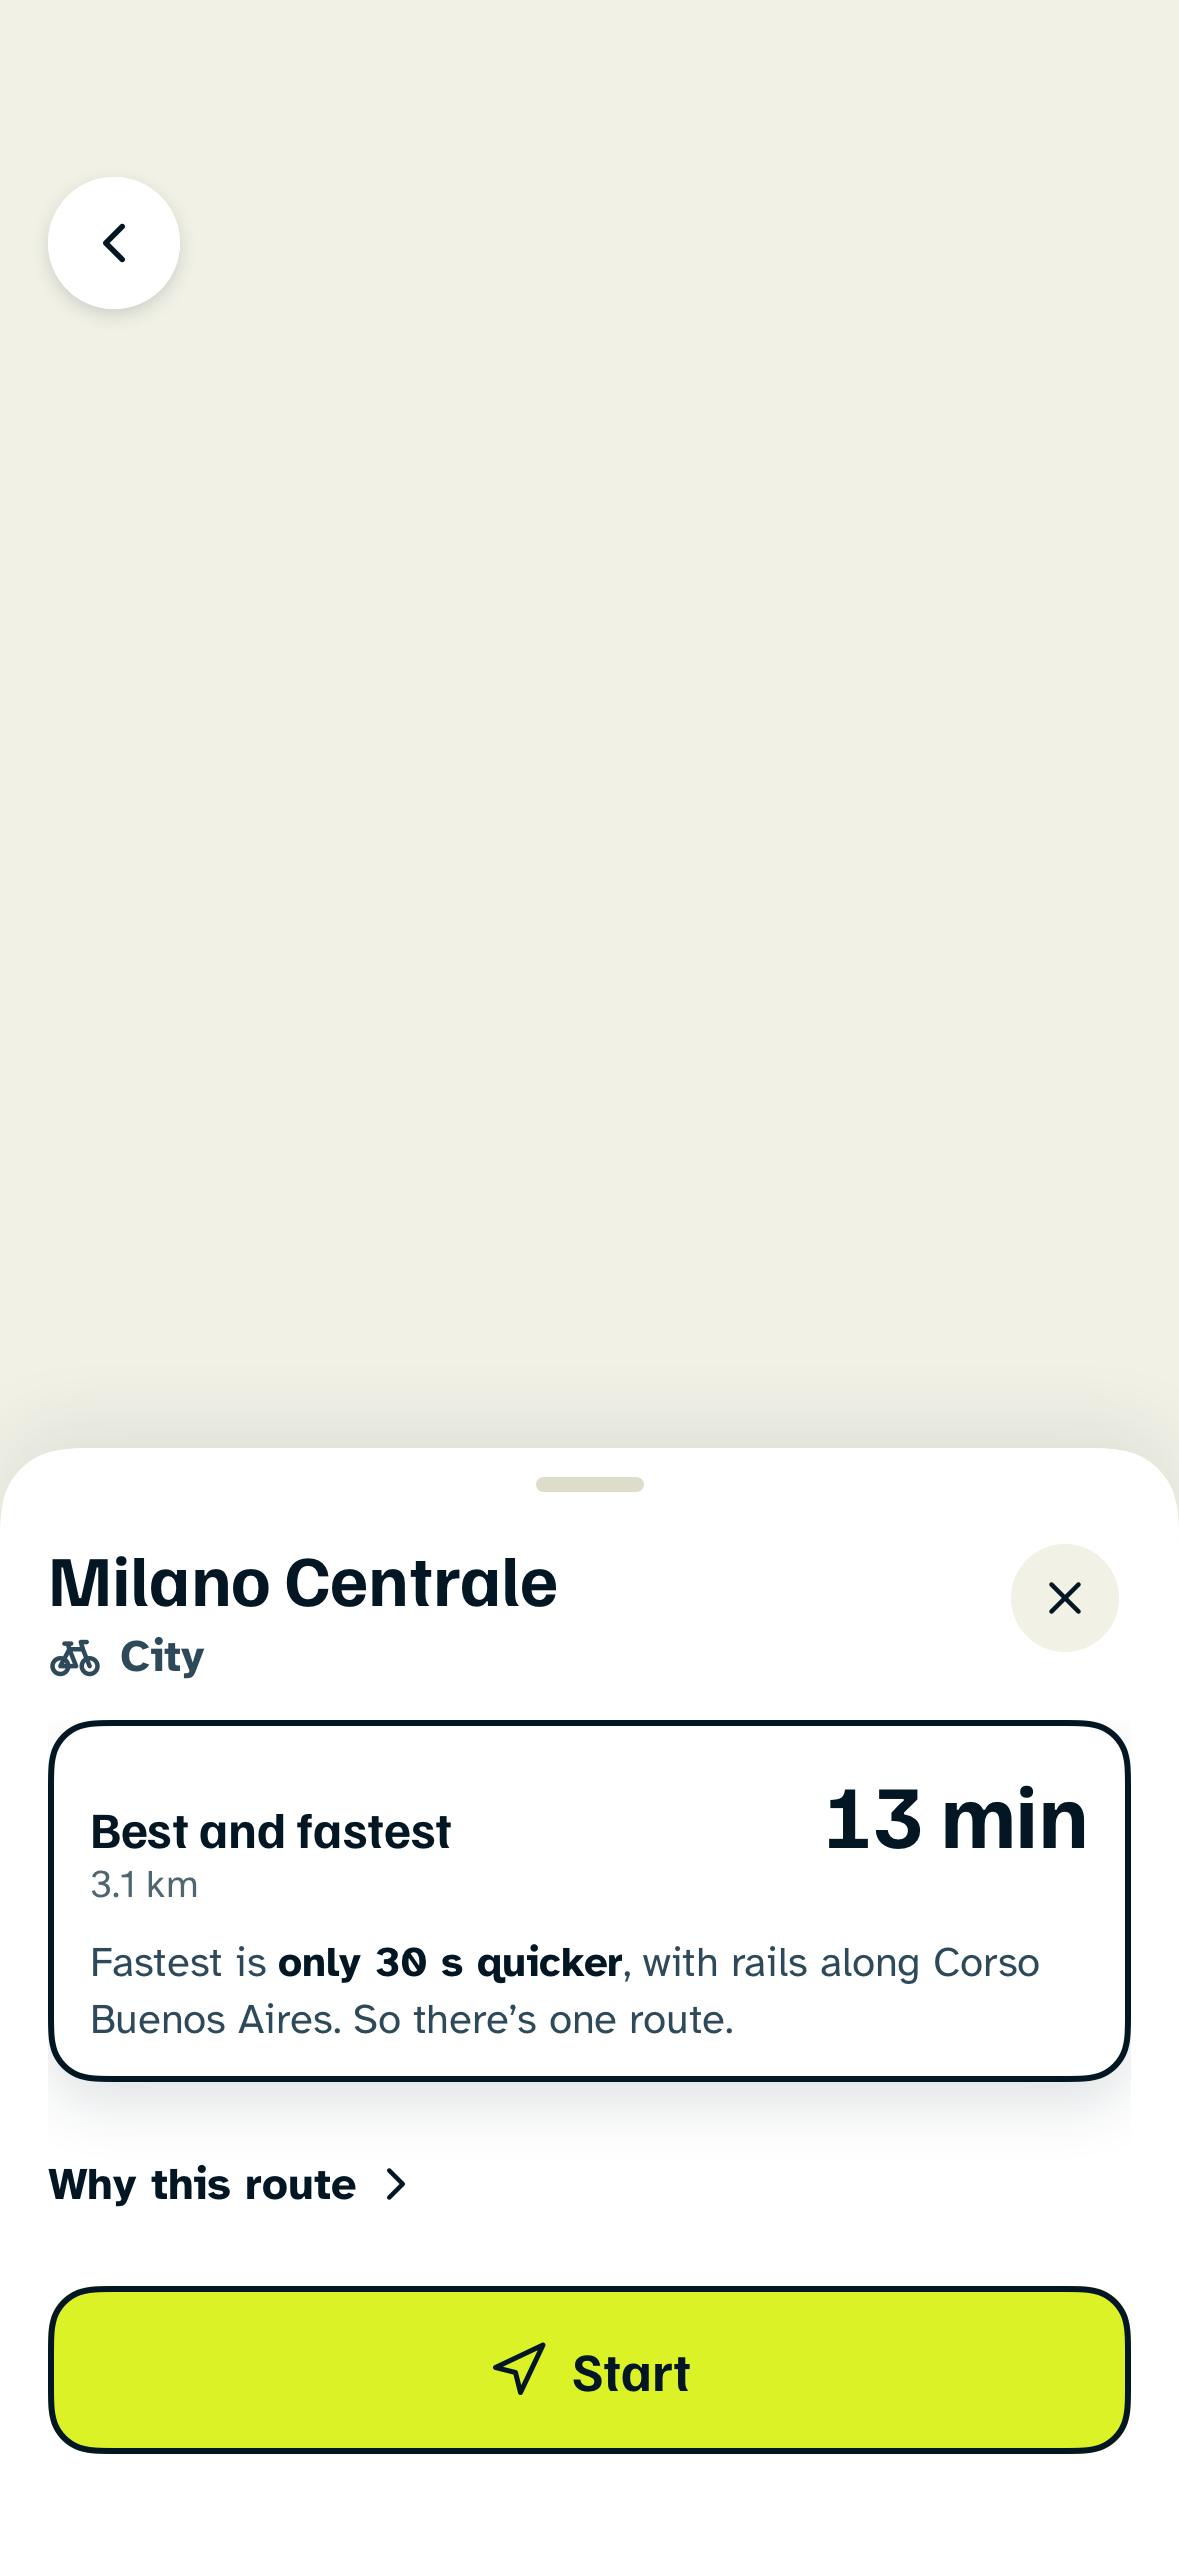 Milano Centrale
City
Best and fastest
13 min
3.1 km
Fastest is only 30 s quicker, with rails along Corso
Buenos Aires. So there’s one route.
Why this route
Start